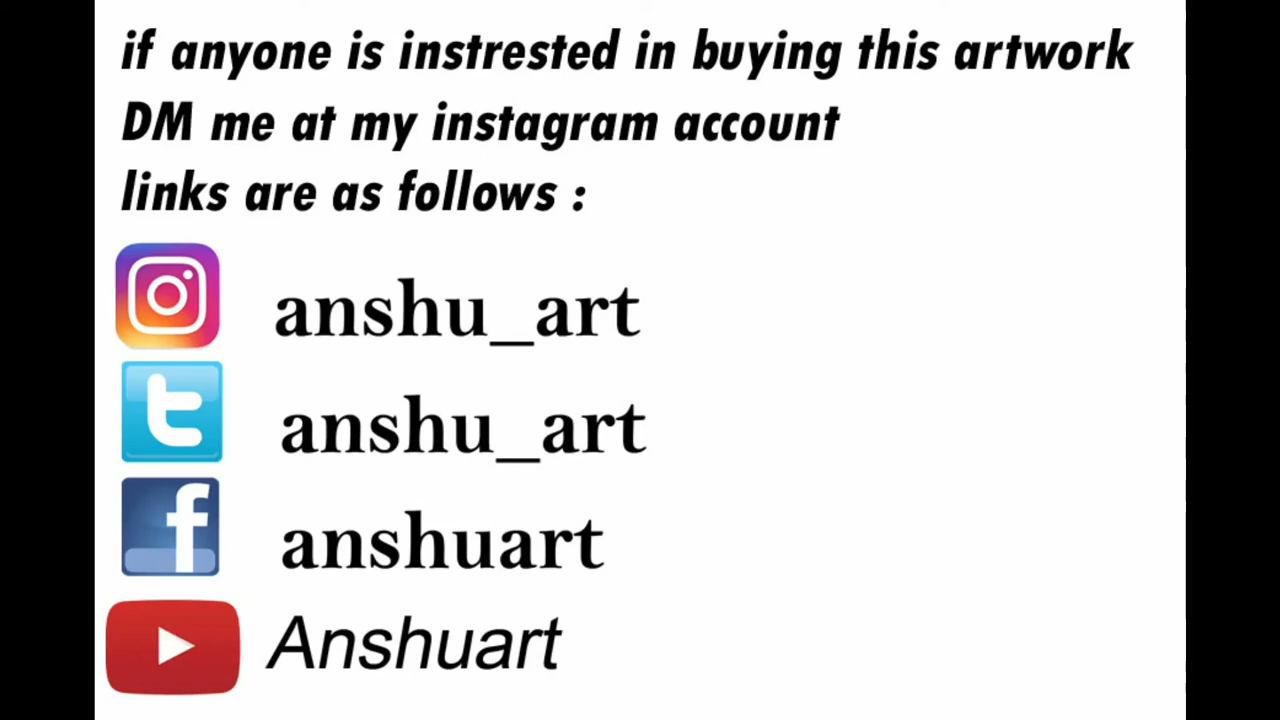 if anyone is instrested in buying this artwork
DM me at my instagram account
links are as follows :
anshu_art
anshu_art
anshuart
Anshuart